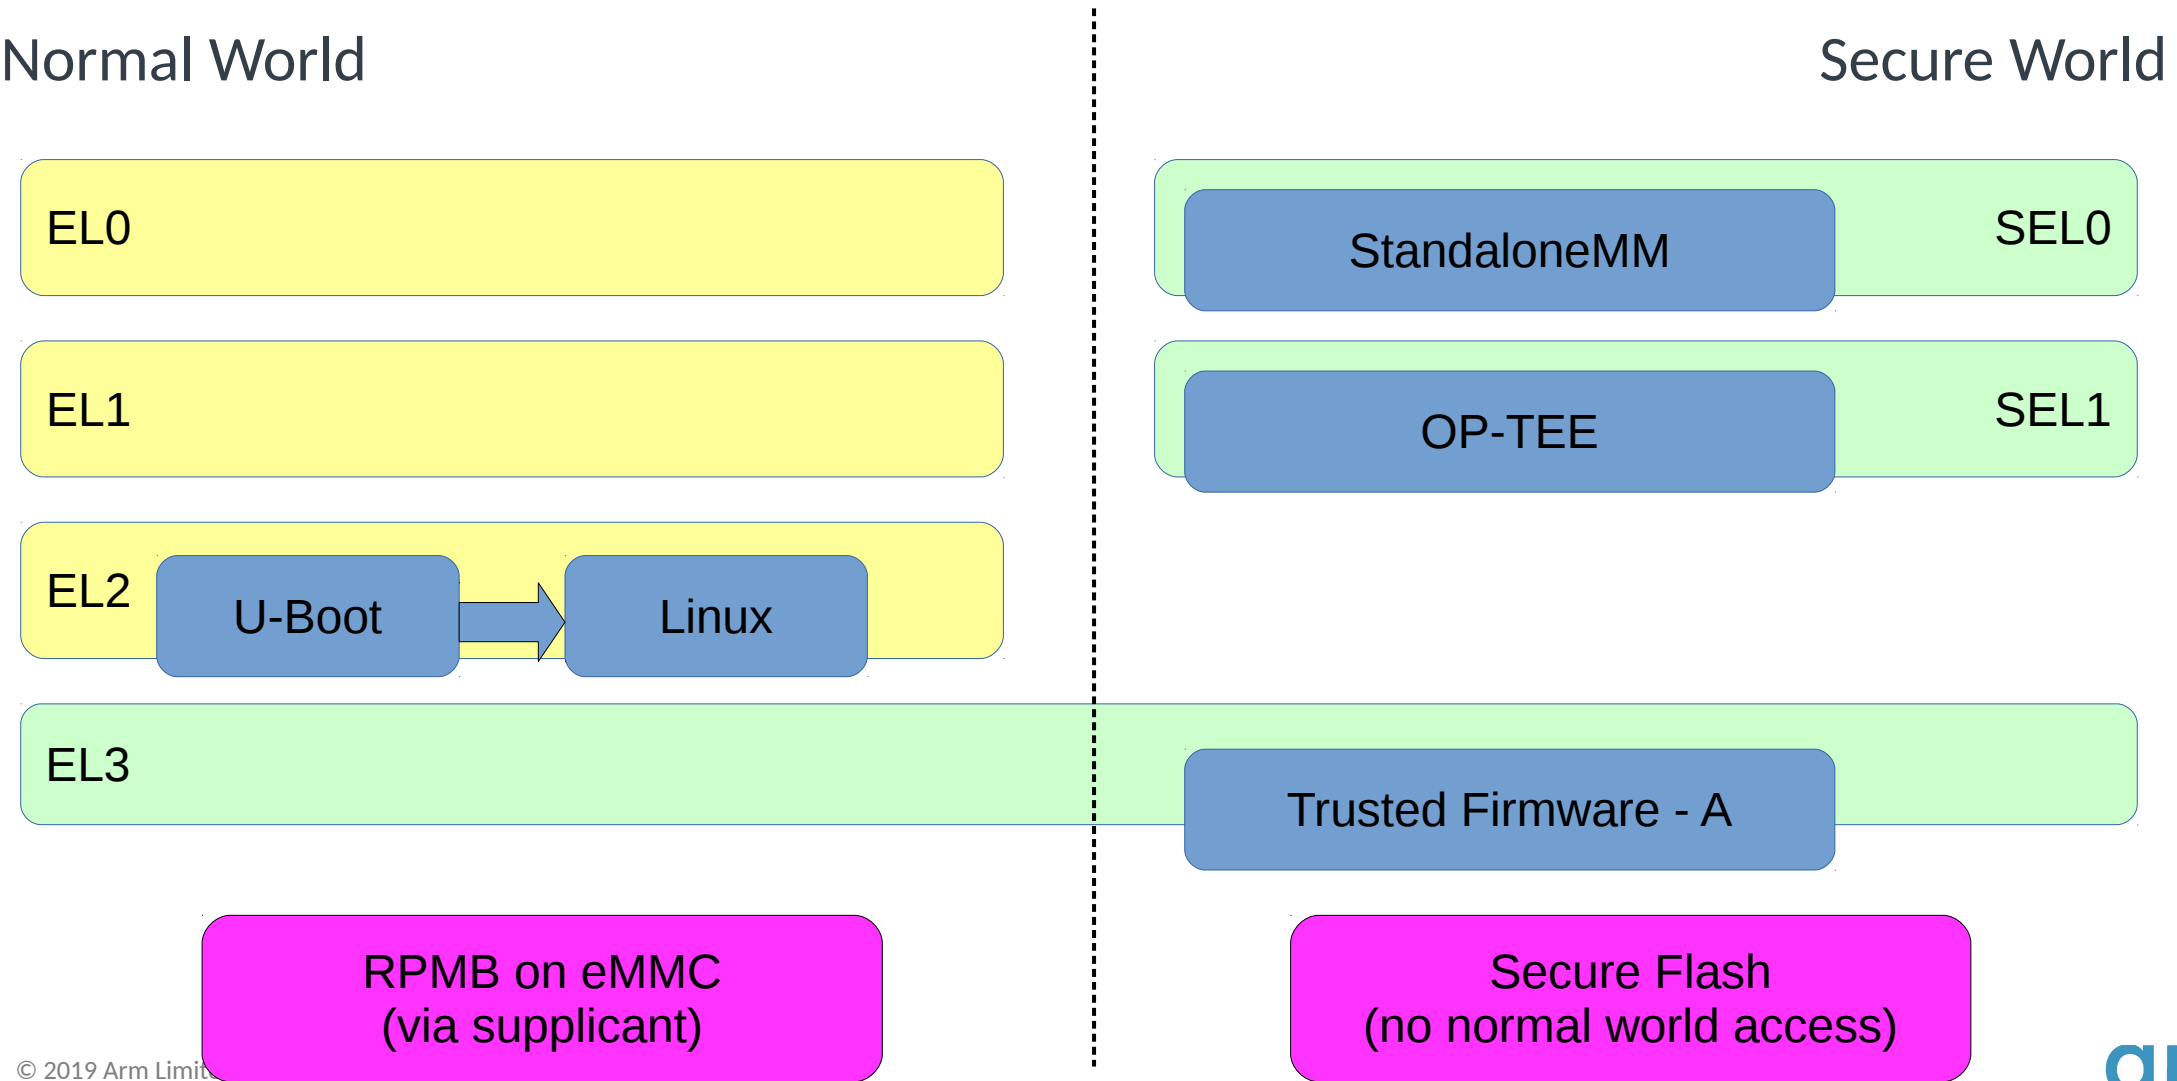 Normal World
Secure World
EL0
StandaloneMM
SEL0
EL1
OP-TEE
SEL1
EL2
U-Boot
Linux
EL3
Trusted Firmware - A
RPMB on eMMC
(via supplicant)
Secure Flash
(no normal world access)
© 2019 Arm